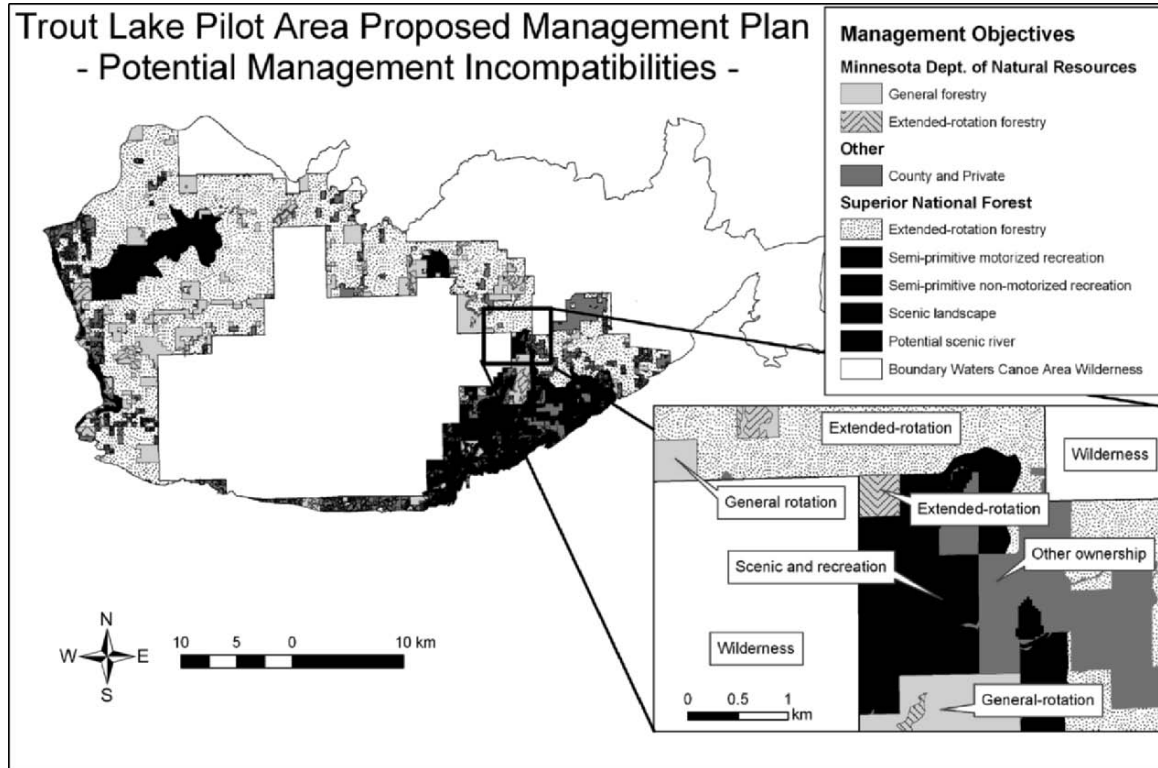 Trout Lake Pilot Area Proposed Management Plan
- Potential Management Incompatibilities -
Management Objectives
Minnesota Dept. of Natural Resources
General forestry
Extended-rotation forestry
Other
County and Private
Superior National Forest
Extended-rotation forestry
Semi-primitive motorized recreation
Semi-primitive non-motorized recreation
Scenic landscape
Potential scenic river
Boundary Waters Canoe Area Wilderness
Extended-rotation
Wilderness
General rotation
Extended-rotation
Scenic and recreation
Other ownership
Wilderness
General-rotation
0 0.5 1
km
N
W E
S
10 5 0 10 km